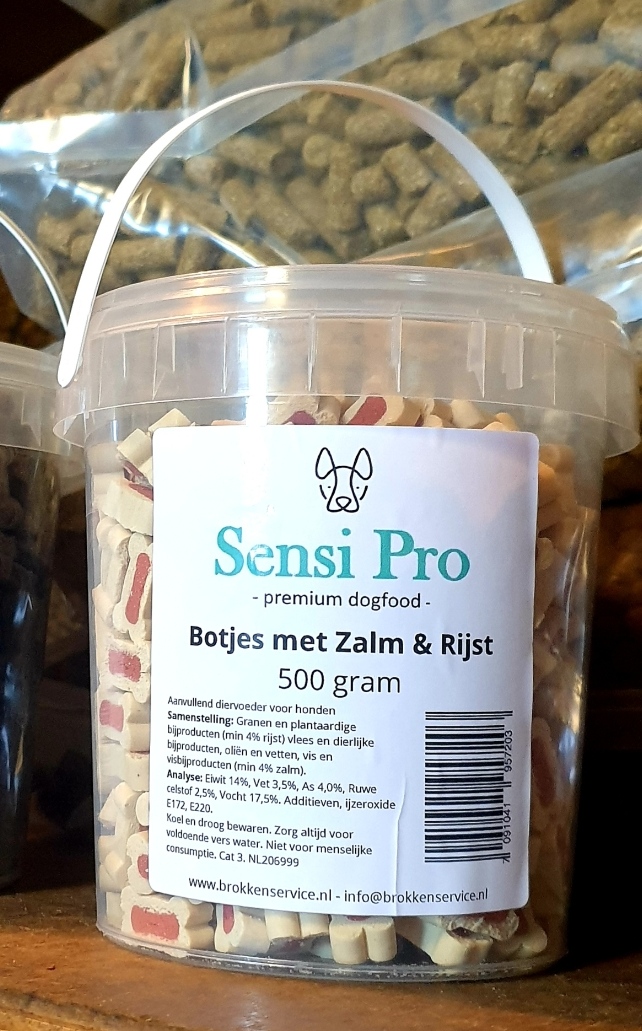 Sensi Pro
- premium dogfood -
Botjes met Zalm & Rijst
500 gram
Aanvullend diervoeder voor honden
Samenstelling: Granen en plantaardige
bijproducten (min 4% rijst) vlees en dierlijke
bijproducten, oliën en vetten, vis en
visbijproducten (min 4% zalm).
Analyse: Eiwit 14%, Vet 3,5%, As 4,0%, Ruwe
celstof 2,5%, Vocht 17,5%. Additieven, ijzeroxide
E172, E220.
Koel en droog bewaren. Zorg altijd voor
voldoende vers water. Niet voor menselijke
consumptie. Cat 3. NL206999
7 091041 957203
www.brokkenservice.nl - info@brokkenservice.nl